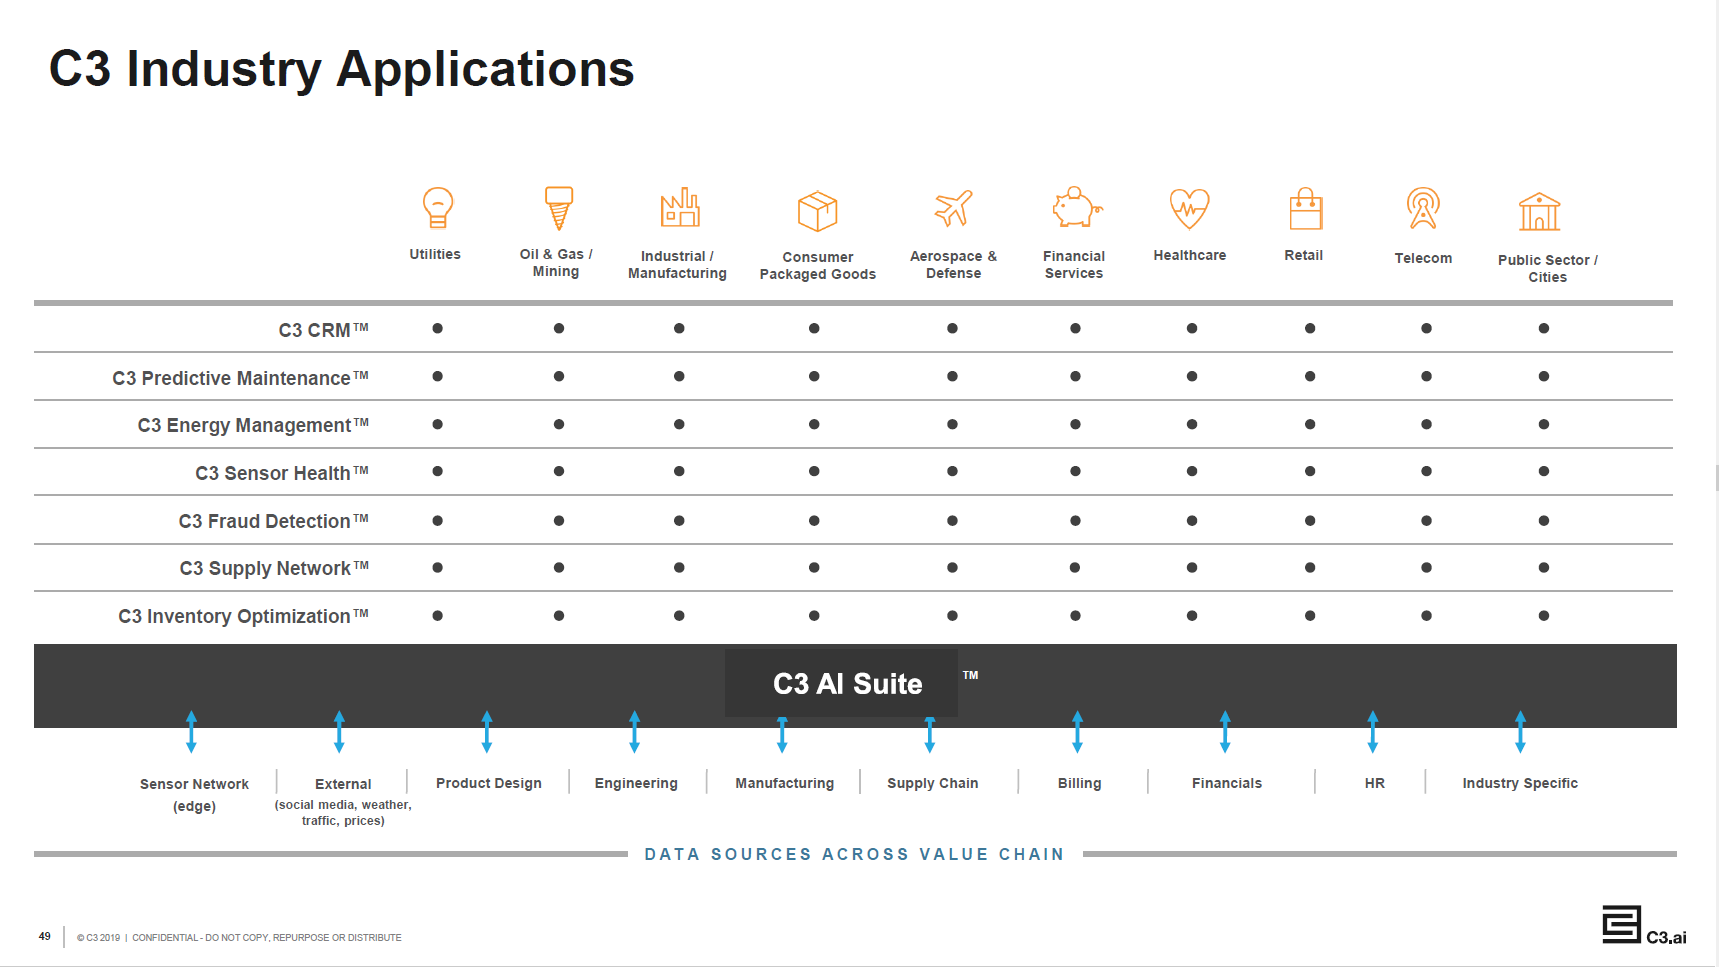 C3 Industry Applications
Utilities
Oil & Gas /
Mining
Industrial /
Manufacturing
Consumer
Packaged Goods
Aerospace &
Defense
Financial
Services
Healthcare
Retail
Telecom
Public Sector /
Cities
C3 CRM™
C3 Predictive Maintenance™
C3 Energy Management™
C3 Sensor Health™
C3 Fraud Detection™
C3 Supply Network™
C3 Inventory Optimization™
C3 AI Suite ™
Sensor Network
(edge)
External
(social media, weather,
traffic, prices)
Product Design
Engineering
Manufacturing
Supply Chain
Billing
Financials
HR
Industry Specific
DATA SOURCES ACROSS VALUE CHAIN
49
© C3 2019 | CONFIDENTIAL - DO NOT COPY, REPURPOSE OR DISTRIBUTE
C3.ai